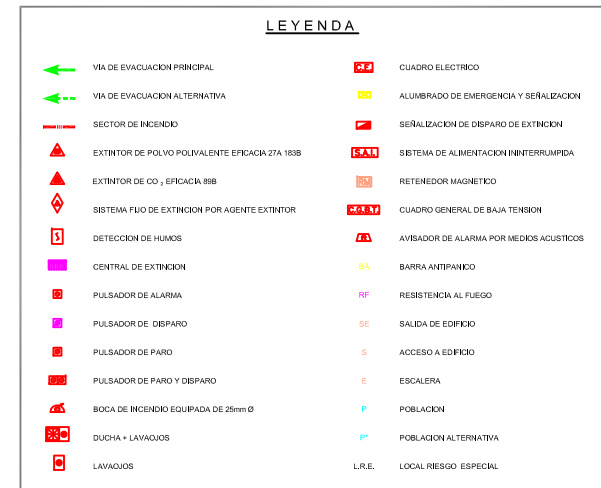 LEYENDA
VIA DE EVACUACION PRINCIPAL
VIA DE EVACUACION ALTERNATIVA
SECTOR DE INCENDIO
EXTINTOR DE POLVO POLIVALENTE EFICACIA 27A 183B
EXTINTOR DE CO₂ EFICACIA 89B
SISTEMA FIJO DE EXTINCION POR AGENTE EXTINTOR
DETECCION DE HUMOS
CENTRAL DE EXTINCION
PULSADOR DE ALARMA
PULSADOR DE DISPARO
PULSADOR DE PARO
PULSADOR DE PARO Y DISPARO
BOCA DE INCENDIO EQUIPADA DE 25mm Ø
DUCHA + LAVAOJOS
LAVAOJOS
C.E. CUADRO ELECTRICO
ALUMBRADO DE EMERGENCIA Y SEÑALIZACION
SEÑALIZACION DE DISPARO DE EXTINCION
S.A.I. SISTEMA DE ALIMENTACION ININTERRUMPIDA
RM RETENEDOR MAGNETICO
C.G.B.T. CUADRO GENERAL DE BAJA TENSION
AVISADOR DE ALARMA POR MEDIOS ACUSTICOS
BA BARRA ANTIPANICO
RF RESISTENCIA AL FUEGO
SE SALIDA DE EDIFICIO
S ACCESO A EDIFICIO
E ESCALERA
P POBLACION
P* POBLACION ALTERNATIVA
L.R.E. LOCAL RIESGO ESPECIAL